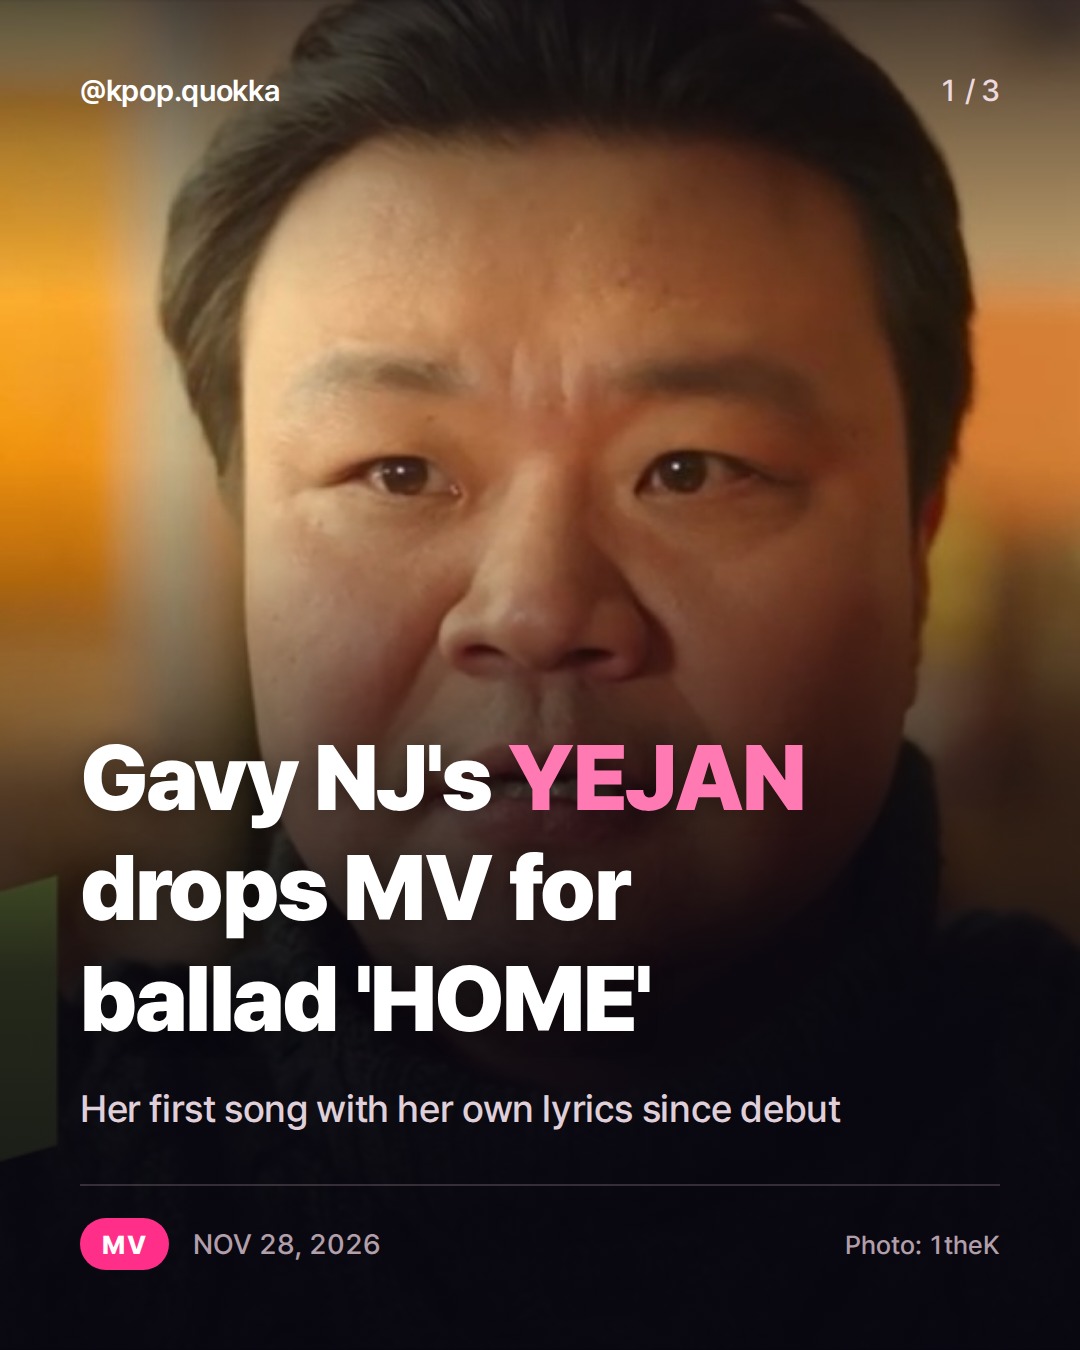 @kpop.quokka
1 / 3
Gavy NJ's YEJAN
drops MV for
ballad 'HOME'
Her first song with her own lyrics since debut
MV
NOV 28, 2026
Photo: 1theK